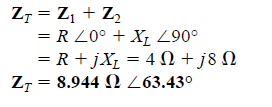 Z_T = Z_1 + Z_2
= R ∠0° + X_L ∠90°
= R + jX_L = 4 Ω + j8 Ω
Z_T = 8.944 Ω ∠63.43°